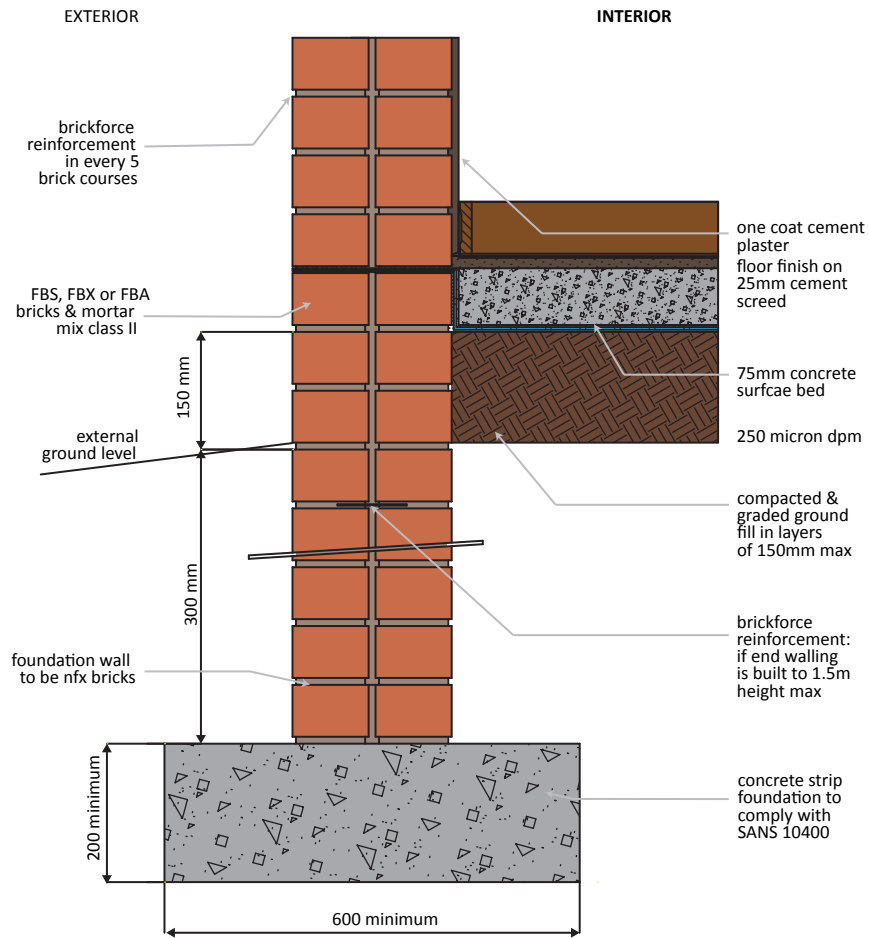 EXTERIOR
INTERIOR
brickforce
reinforcement
in every 5
brick courses
one coat cement
plaster
floor finish on
25mm cement
screed
FBS, FBX or FBA
bricks & mortar
mix class II
150 mm
75mm concrete
surfcae bed
external
ground level
250 micron dpm
compacted &
graded ground
fill in layers
of 150mm max
300 mm
brickforce
reinforcement:
if end walling
is built to 1.5m
height max
foundation wall
to be nfx bricks
200 minimum
concrete strip
foundation to
comply with
SANS 10400
600 minimum